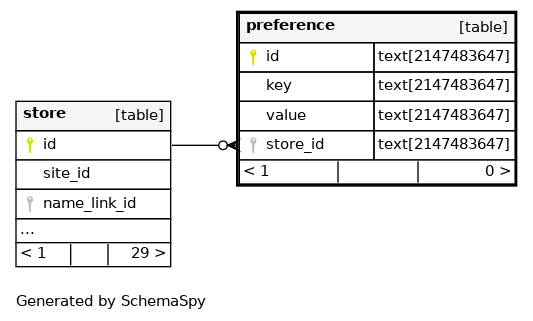 preference [table]
id text[2147483647]
key text[2147483647]
value text[2147483647]
store_id text[2147483647]
< 1 0 >
store [table]
id
site_id
name_link_id
...
< 1 29 >
Generated by SchemaSpy